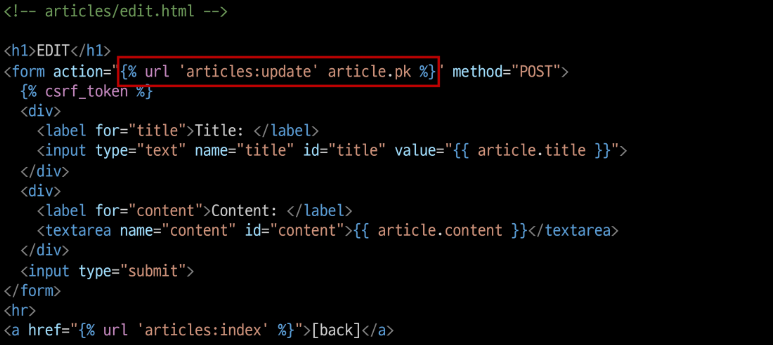 <!-- articles/edit.html -->
<h1>EDIT</h1>
<form action="{% url 'articles:update' article.pk %}" method="POST">
  {% csrf_token %}
  <div>
    <label for="title">Title: </label>
    <input type="text" name="title" id="title" value="{{ article.title }}">
  </div>
  <div>
    <label for="content">Content: </label>
    <textarea name="content" id="content">{{ article.content }}</textarea>
  </div>
  <input type="submit">
</form>
<hr>
<a href="{% url 'articles:index' %}">[back]</a>